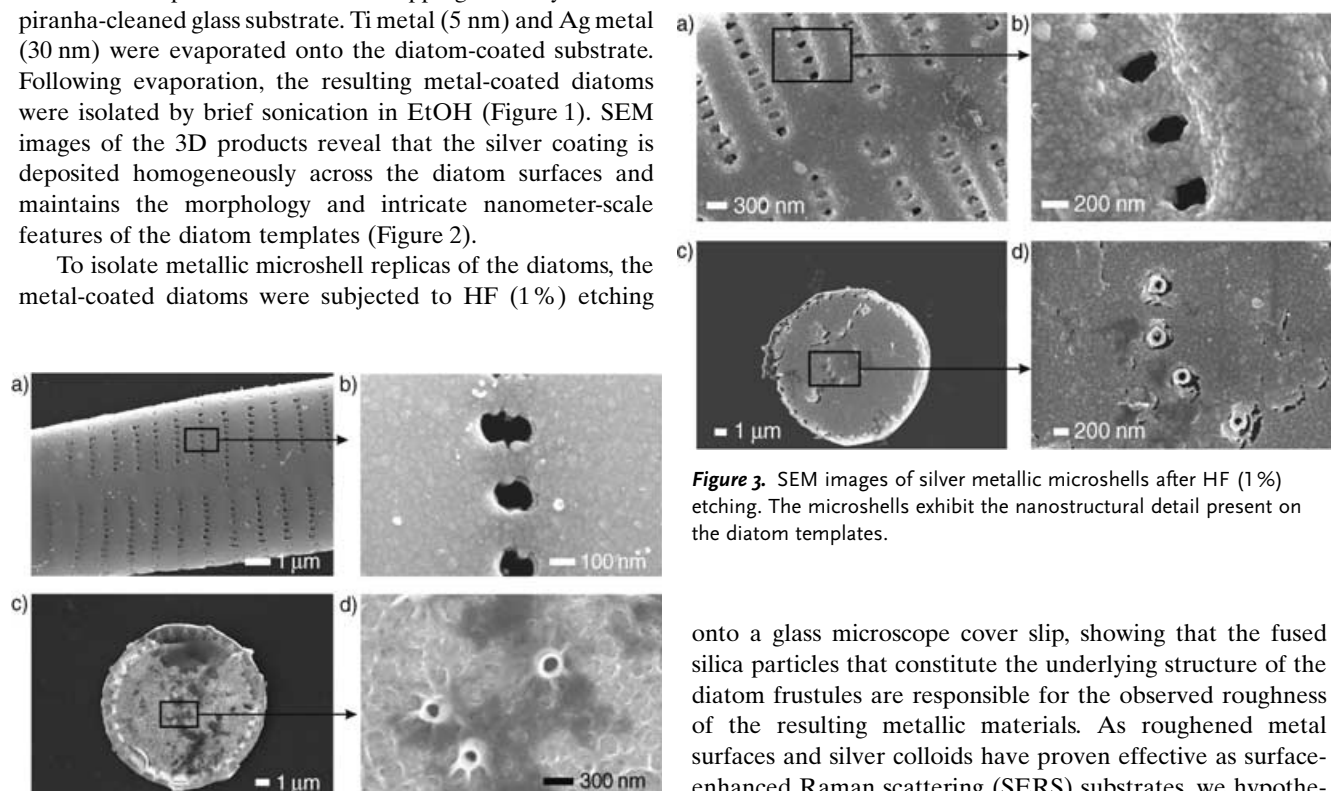 piranha-cleaned glass substrate. Ti metal (5 nm) and Ag metal
(30 nm) were evaporated onto the diatom-coated substrate.
Following evaporation, the resulting metal-coated diatoms
were isolated by brief sonication in EtOH (Figure 1). SEM
images of the 3D products reveal that the silver coating is
deposited homogeneously across the diatom surfaces and
maintains the morphology and intricate nanometer-scale
features of the diatom templates (Figure 2).
To isolate metallic microshell replicas of the diatoms, the
metal-coated diatoms were subjected to HF (1%) etching
a)
b)
1 μm
100 nm
c)
d)
1 μm
300 nm
a)
b)
300 nm
200 nm
c)
d)
1 μm
200 nm
Figure 3. SEM images of silver metallic microshells after HF (1%)
etching. The microshells exhibit the nanostructural detail present on
the diatom templates.
onto a glass microscope cover slip, showing that the fused
silica particles that constitute the underlying structure of the
diatom frustules are responsible for the observed roughness
of the resulting metallic materials. As roughened metal
surfaces and silver colloids have proven effective as surface-
enhanced Raman scattering (SERS) substrates, we hypothe-